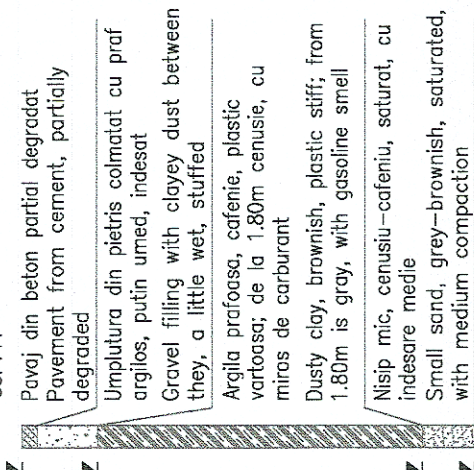 Pavaj din beton partial degradat
Pavement from cement, partially
degraded
Umplutura din pietris colmatat cu praf
argilos, putin umed, indesat
Gravel filling with clayey dust between
they, a little wet, stuffed
Argila prafoasa, cafenie, plastic
vartoasa; de la 1.80m cenusie, cu
miros de carburant
Dusty clay, brownish, plastic stiff; from
1.80m is gray, with gasoline smell
Nisip mic, cenusiu-cafeniu, saturat, cu
indesare medie
Small sand, grey-brownish, saturated,
with medium compaction